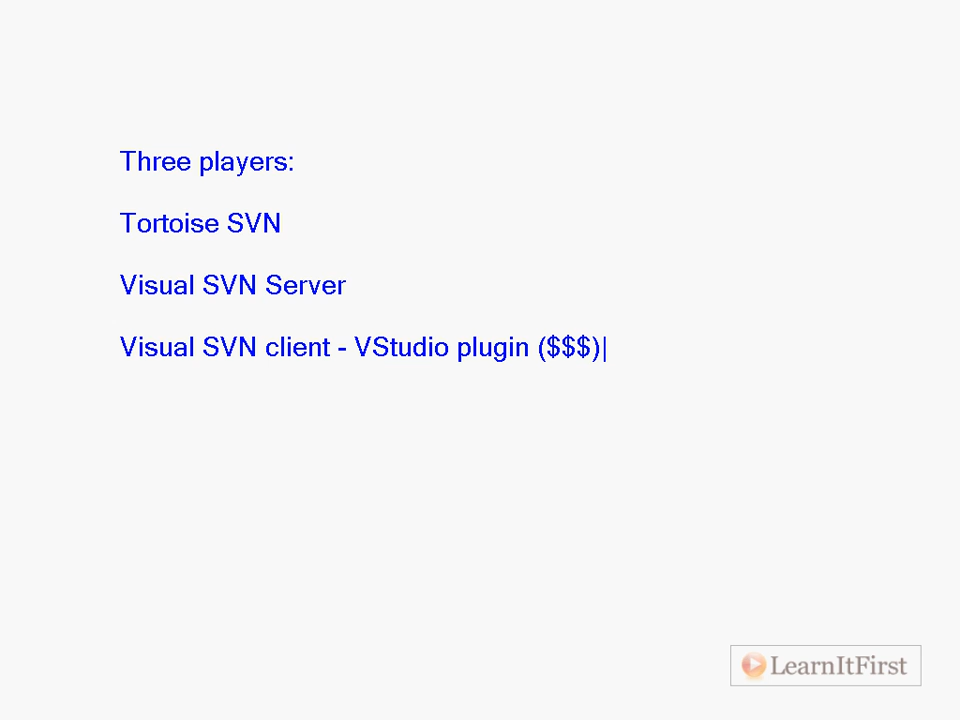 Three players:
Tortoise SVN
Visual SVN Server
Visual SVN client - VStudio plugin ($$$)|
LearnItFirst